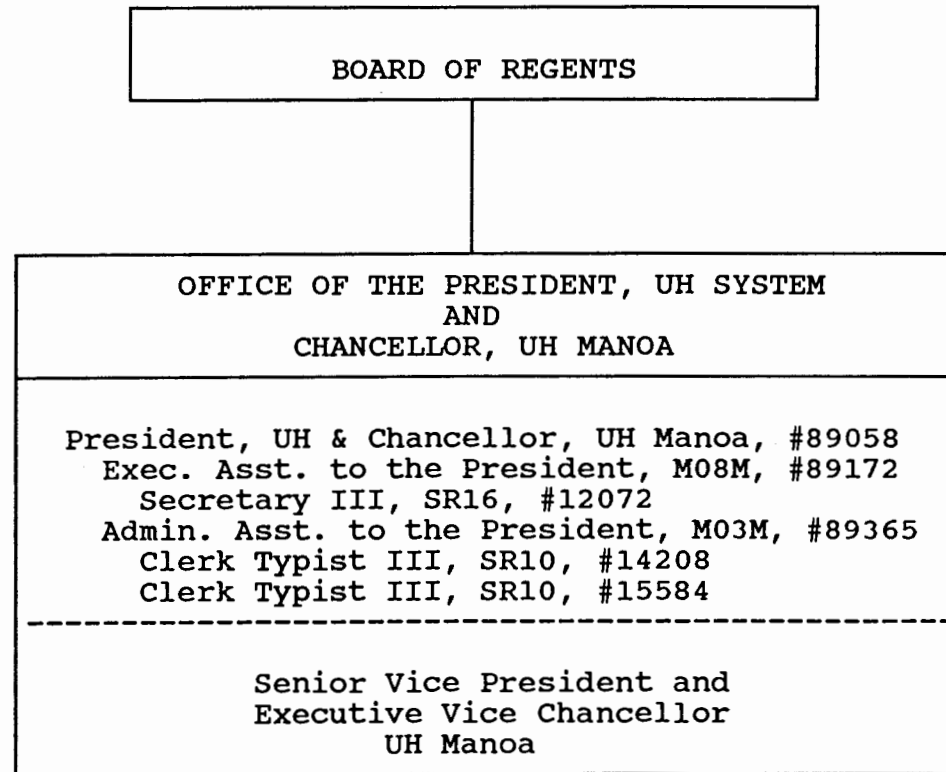 BOARD OF REGENTS
OFFICE OF THE PRESIDENT, UH SYSTEM
AND
CHANCELLOR, UH MANOA
President, UH & Chancellor, UH Manoa, #89058
Exec. Asst. to the President, M08M, #89172
Secretary III, SR16, #12072
Admin. Asst. to the President, M03M, #89365
Clerk Typist III, SR10, #14208
Clerk Typist III, SR10, #15584
Senior Vice President and
Executive Vice Chancellor
UH Manoa